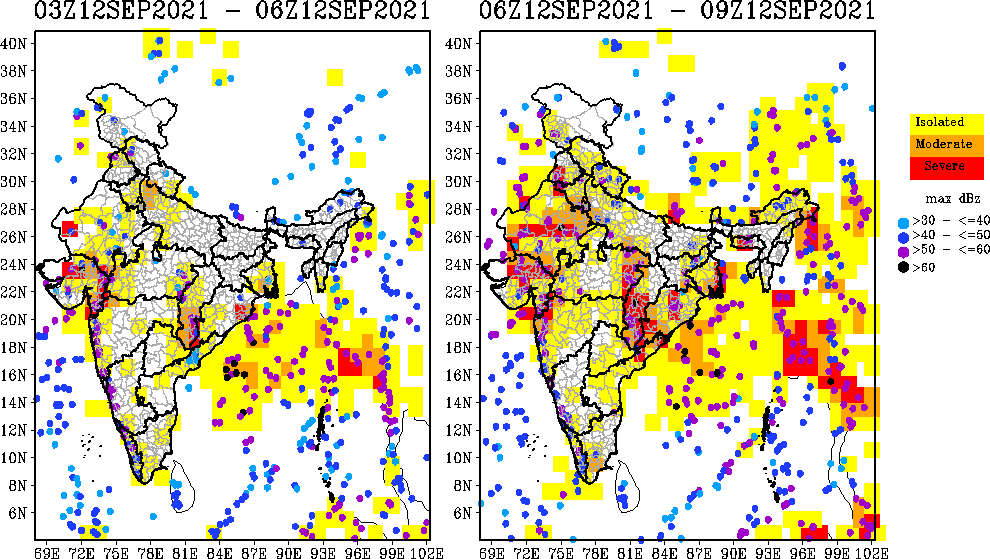 03Z12SEP2021 – 06Z12SEP2021
06Z12SEP2021 – 09Z12SEP2021
40N
38N
36N
34N
32N
30N
28N
26N
24N
22N
20N
18N
16N
14N
12N
10N
8N
6N
69E 72E 75E 78E 81E 84E 87E 90E 93E 96E 99E 102E
40N
38N
36N
34N
32N
30N
28N
26N
24N
22N
20N
18N
16N
14N
12N
10N
8N
6N
69E 72E 75E 78E 81E 84E 87E 90E 93E 96E 99E 102E
Isolated
Moderate
Severe
max dBz
>30 - <=40
>40 - <=50
>50 - <=60
>60